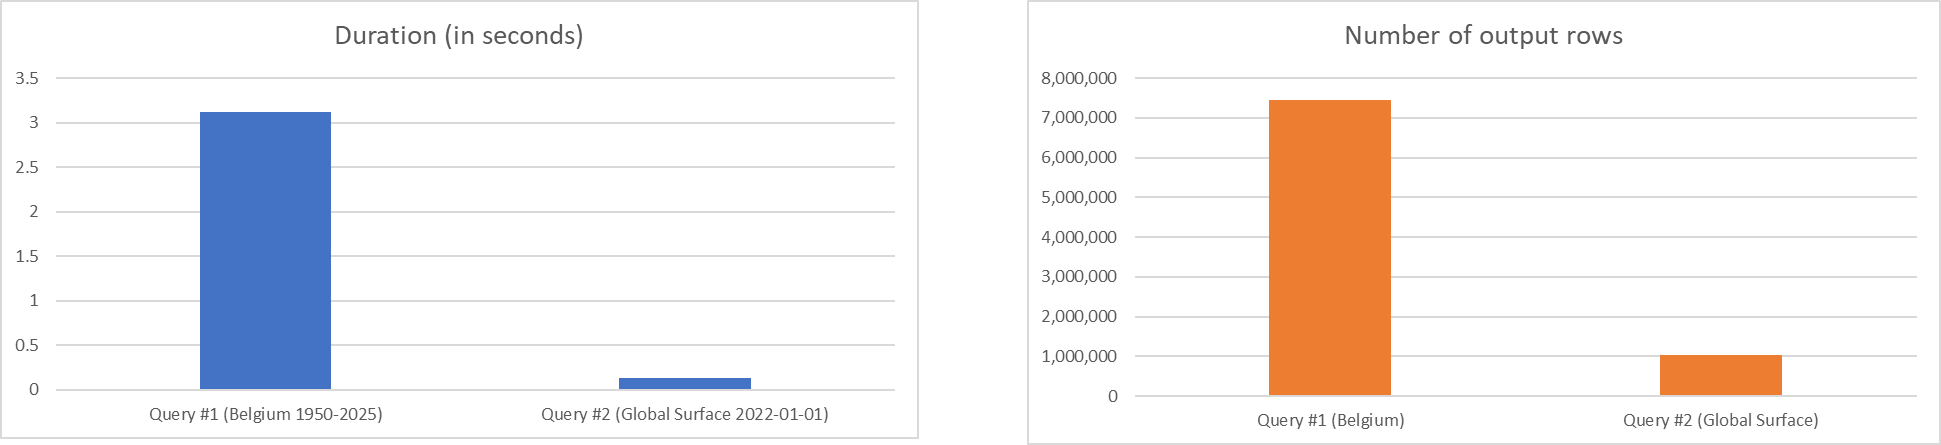 Duration (in seconds)
3.5
3
2.5
2
1.5
1
0.5
0
Query #1 (Belgium 1950-2025)
Query #2 (Global Surface 2022-01-01)
Number of output rows
8,000,000
7,000,000
6,000,000
5,000,000
4,000,000
3,000,000
2,000,000
1,000,000
0
Query #1 (Belgium)
Query #2 (Global Surface)